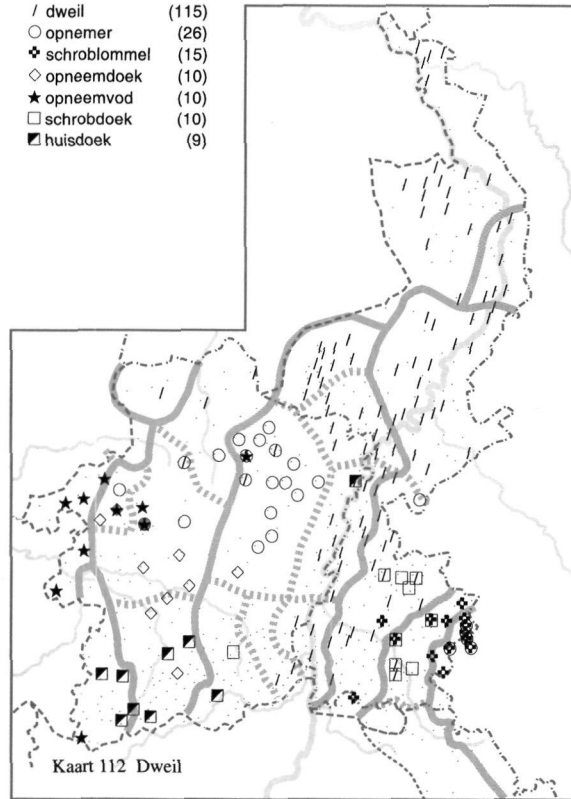 / dweil (115)
○ opnemer (26)
✚ schroblommel (15)
◇ opneemdoek (10)
★ opneemvod (10)
□ schrobdoek (10)
◩ huisdoek (9)
Kaart 112 Dweil